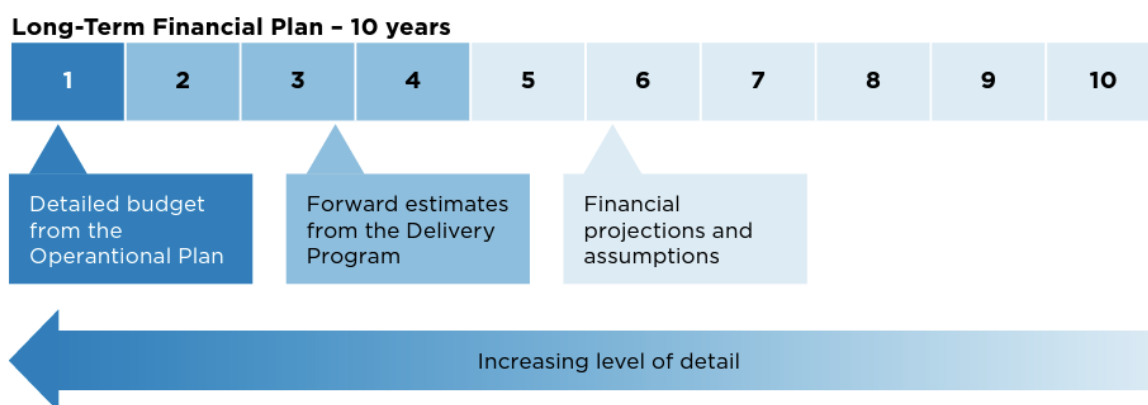 Long-Term Financial Plan – 10 years
1 2 3 4 5 6 7 8 9 10
Detailed budget
from the
Operantional Plan
Forward estimates
from the Delivery
Program
Financial
projections and
assumptions
Increasing level of detail